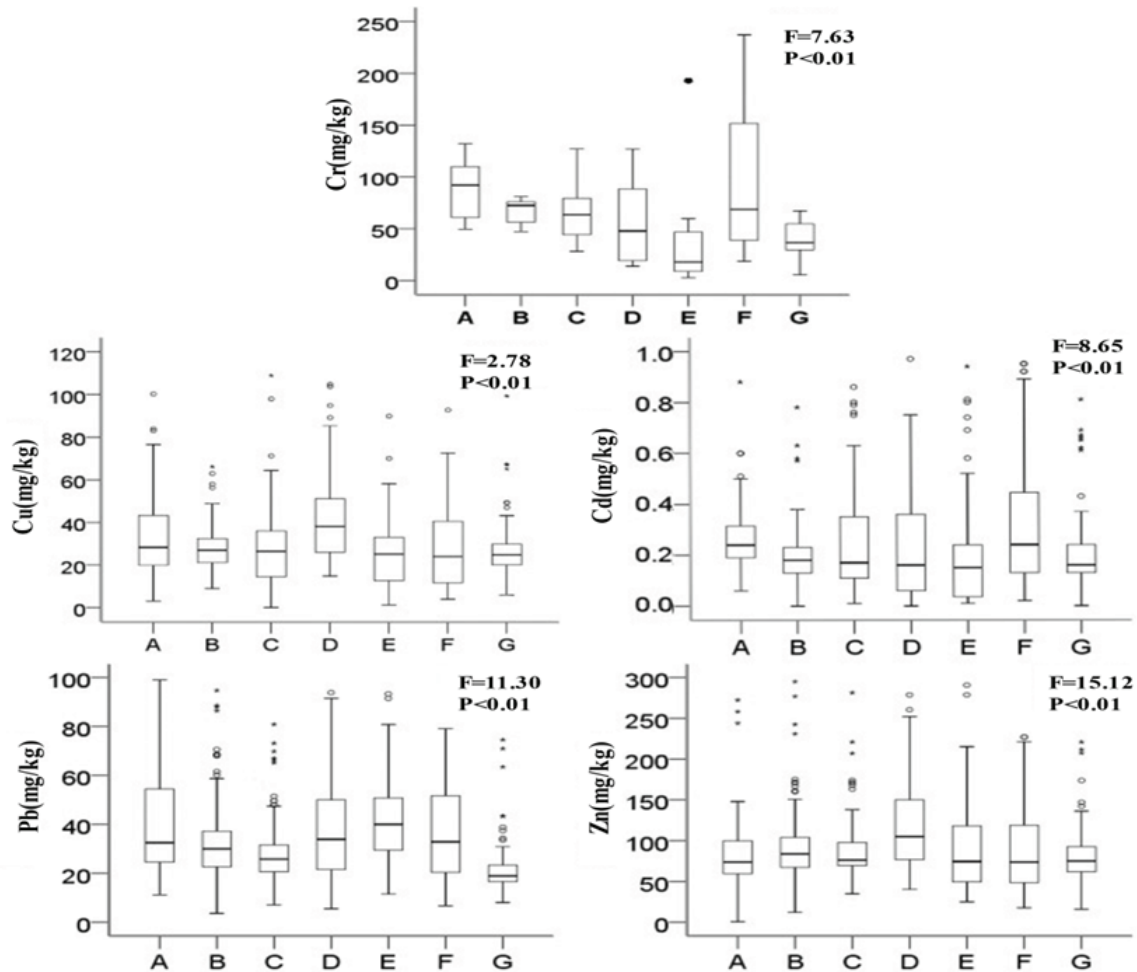 F=7.63
P<0.01
Cr(mg/kg)
250
200
150
100
50
0
A B C D E F G
F=2.78
P<0.01
Cu(mg/kg)
120
100
80
60
40
20
0
A B C D E F G
F=8.65
P<0.01
Cd(mg/kg)
1.0
0.8
0.6
0.4
0.2
0.0
A B C D E F G
F=11.30
P<0.01
Pb(mg/kg)
100
80
60
40
20
0
A B C D E F G
F=15.12
P<0.01
Zn(mg/kg)
300
250
200
150
100
50
0
A B C D E F G